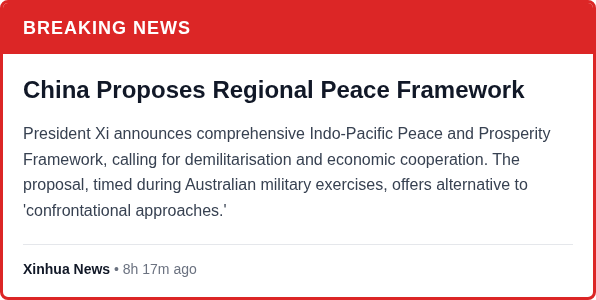 BREAKING NEWS
China Proposes Regional Peace Framework
President Xi announces comprehensive Indo-Pacific Peace and Prosperity
Framework, calling for demilitarisation and economic cooperation. The
proposal, timed during Australian military exercises, offers alternative to
'confrontational approaches.'
Xinhua News • 8h 17m ago